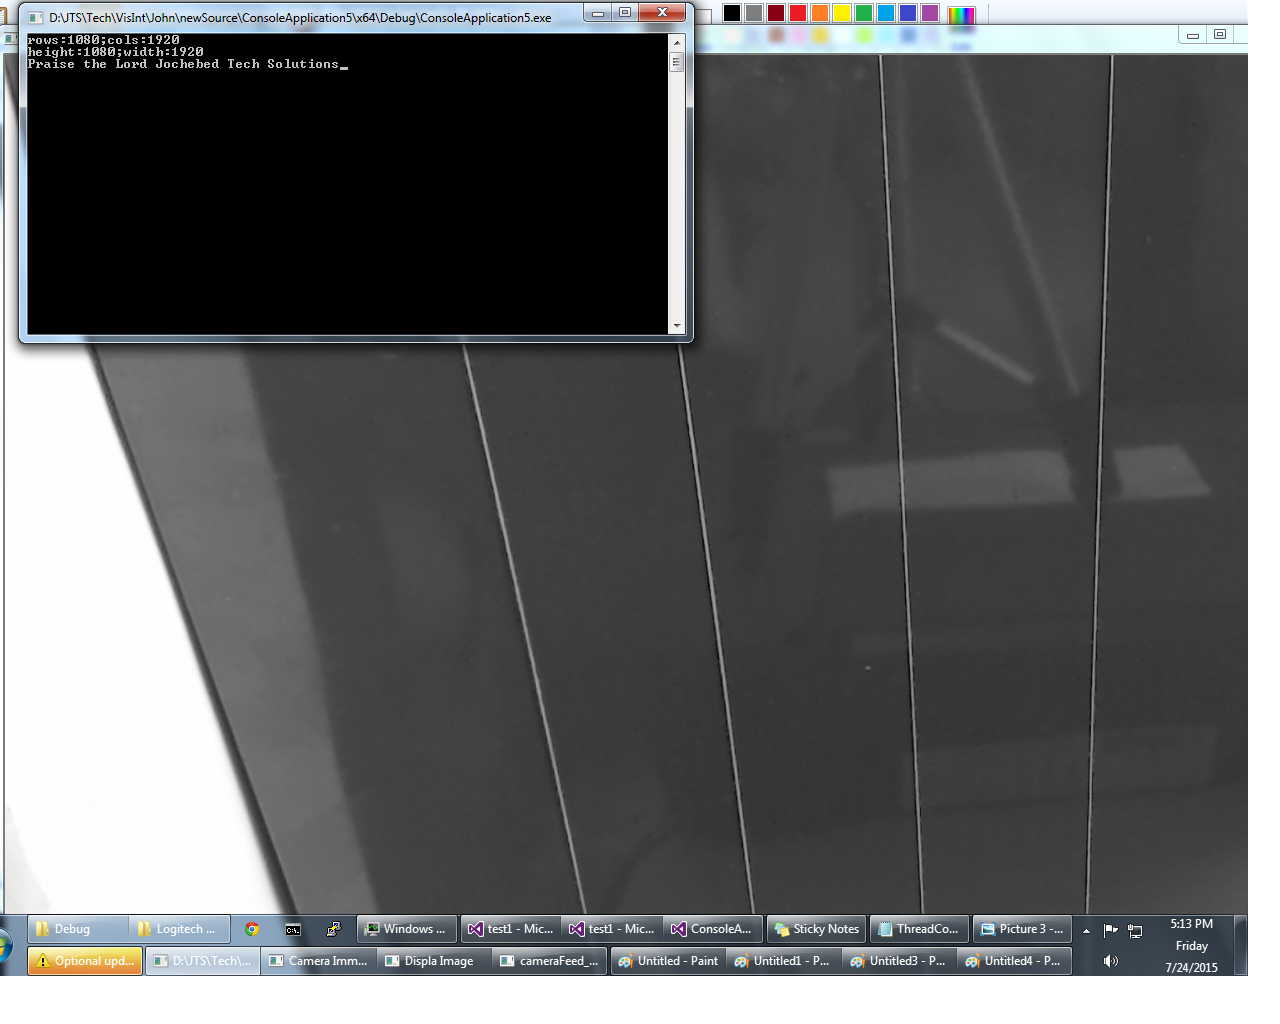 D:\JTS\Tech\VisInt\John\newSource\ConsoleApplication5\x64\Debug\ConsoleApplication5.exe
rows:1080;cols:1920
height:1080;width:1920
Praise the Lord Jochebed Tech Solutions_
Debug
Logitech ...
Windows ...
test1 - Mic...
test1 - Mic...
ConsoleA...
Sticky Notes
ThreadCo...
Picture 3 -...
5:13 PM
Friday
7/24/2015
Optional upd...
D:\JTS\Tech\...
Camera Imm...
Displa Image
cameraFeed_...
Untitled - Paint
Untitled1 - P...
Untitled3 - P...
Untitled4 - P...